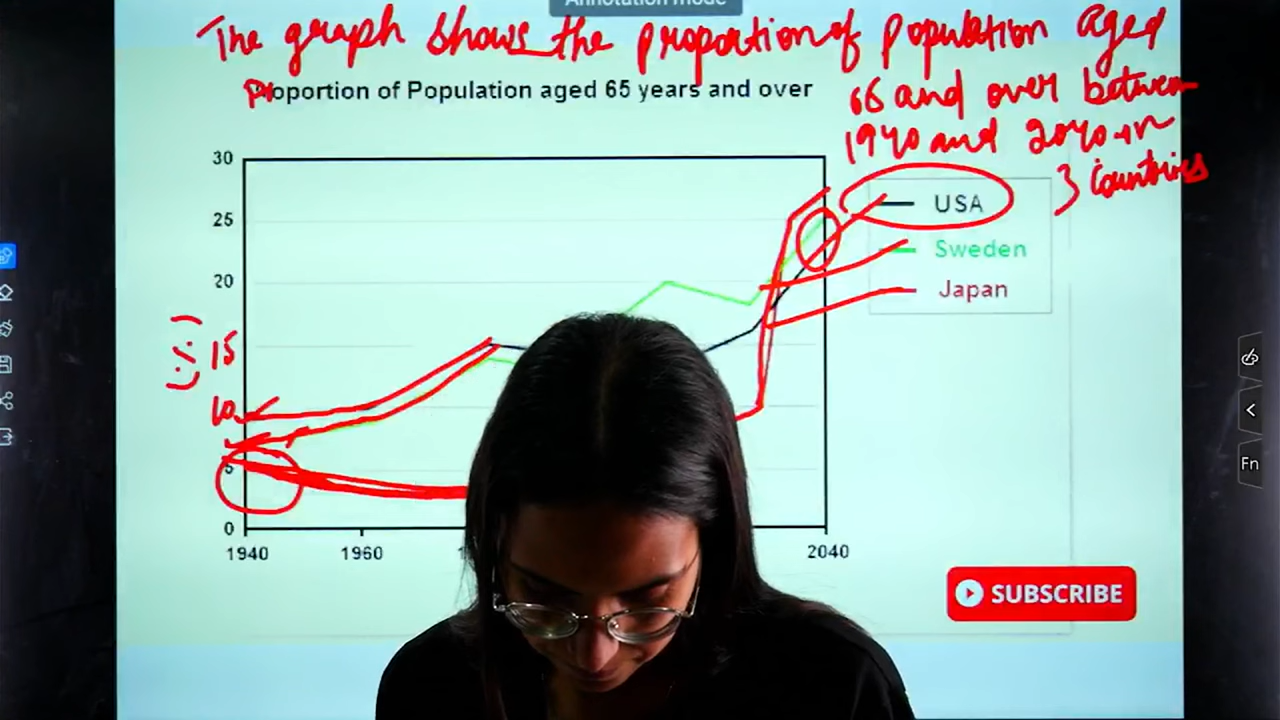 Annotation mode
The graph shows the proportion of population aged
Proportion of Population aged 65 years and over
65 and over between
1940 and 2040 in
3 countries
30
25
20
(%) 15
10
5
0
1940 1960 2040
USA
Sweden
Japan
Fn
SUBSCRIBE